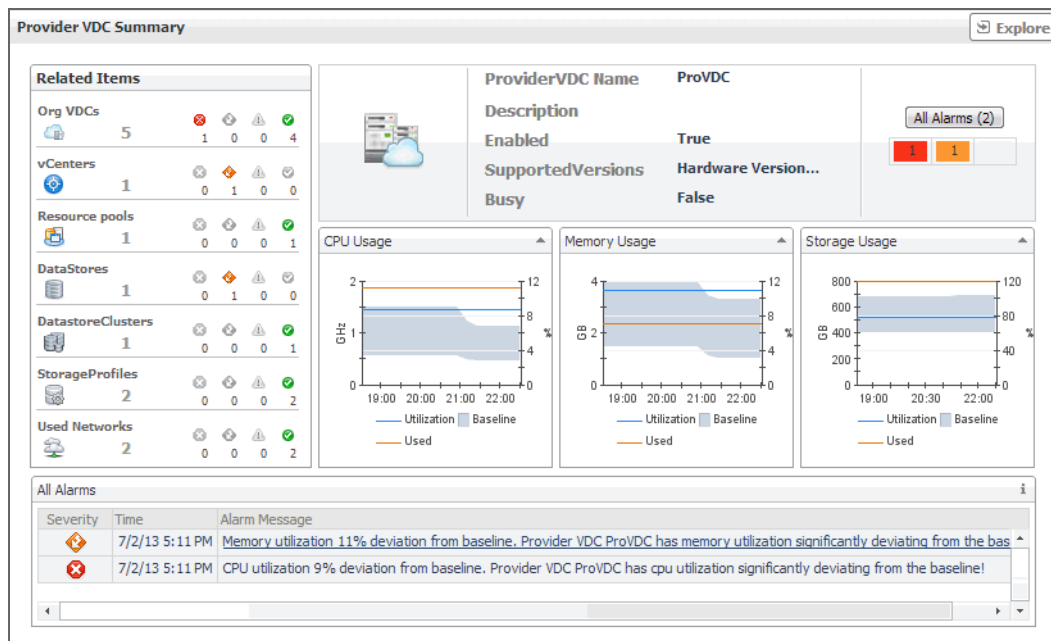 Provider VDC Summary
Explore
Related Items
Org VDCs
5
1 0 0 4
vCenters
1
0 1 0 0
Resource pools
1
0 0 0 1
DataStores
1
0 1 0 0
DatastoreClusters
1
0 0 0 1
StorageProfiles
2
0 0 0 2
Used Networks
2
0 0 0 2
ProviderVDC Name ProVDC
Description
Enabled True
SupportedVersions Hardware Version...
Busy False
All Alarms (2)
1 1
CPU Usage
2 12
8
GHz 1 %
4
0 0
19:00 20:00 21:00 22:00
Utilization Baseline
Used
Memory Usage
4 12
8
GB 2 %
4
0 0
19:00 20:00 21:00 22:00
Utilization Baseline
Used
Storage Usage
800 120
600 80
GB 400 %
200 40
0 0
19:00 20:30 22:00
Utilization Baseline
Used
All Alarms
Severity Time Alarm Message
7/2/13 5:11 PM Memory utilization 11% deviation from baseline. Provider VDC ProVDC has memory utilization significantly deviating from the bas
7/2/13 5:11 PM CPU utilization 9% deviation from baseline. Provider VDC ProVDC has cpu utilization significantly deviating from the baseline!